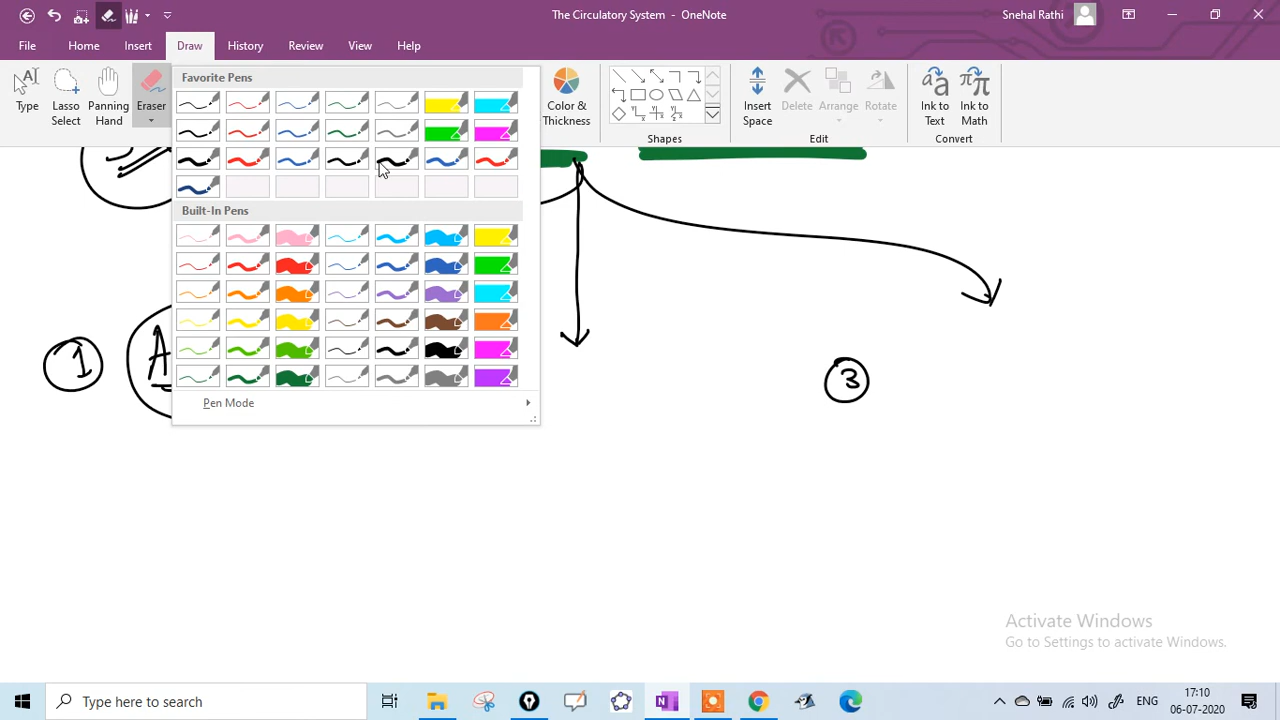 The Circulatory System - OneNote
Snehal Rathi
File Home Insert Draw History Review View Help
Type
Lasso Select
Panning Hand
Eraser
Favorite Pens
Built-In Pens
Pen Mode
Color & Thickness
Shapes
Insert Space
Delete
Arrange
Rotate
Edit
Ink to Text
Ink to Math
Convert
1
A
3
Activate Windows
Go to Settings to activate Windows.
Type here to search
ENG
17:10
06-07-2020